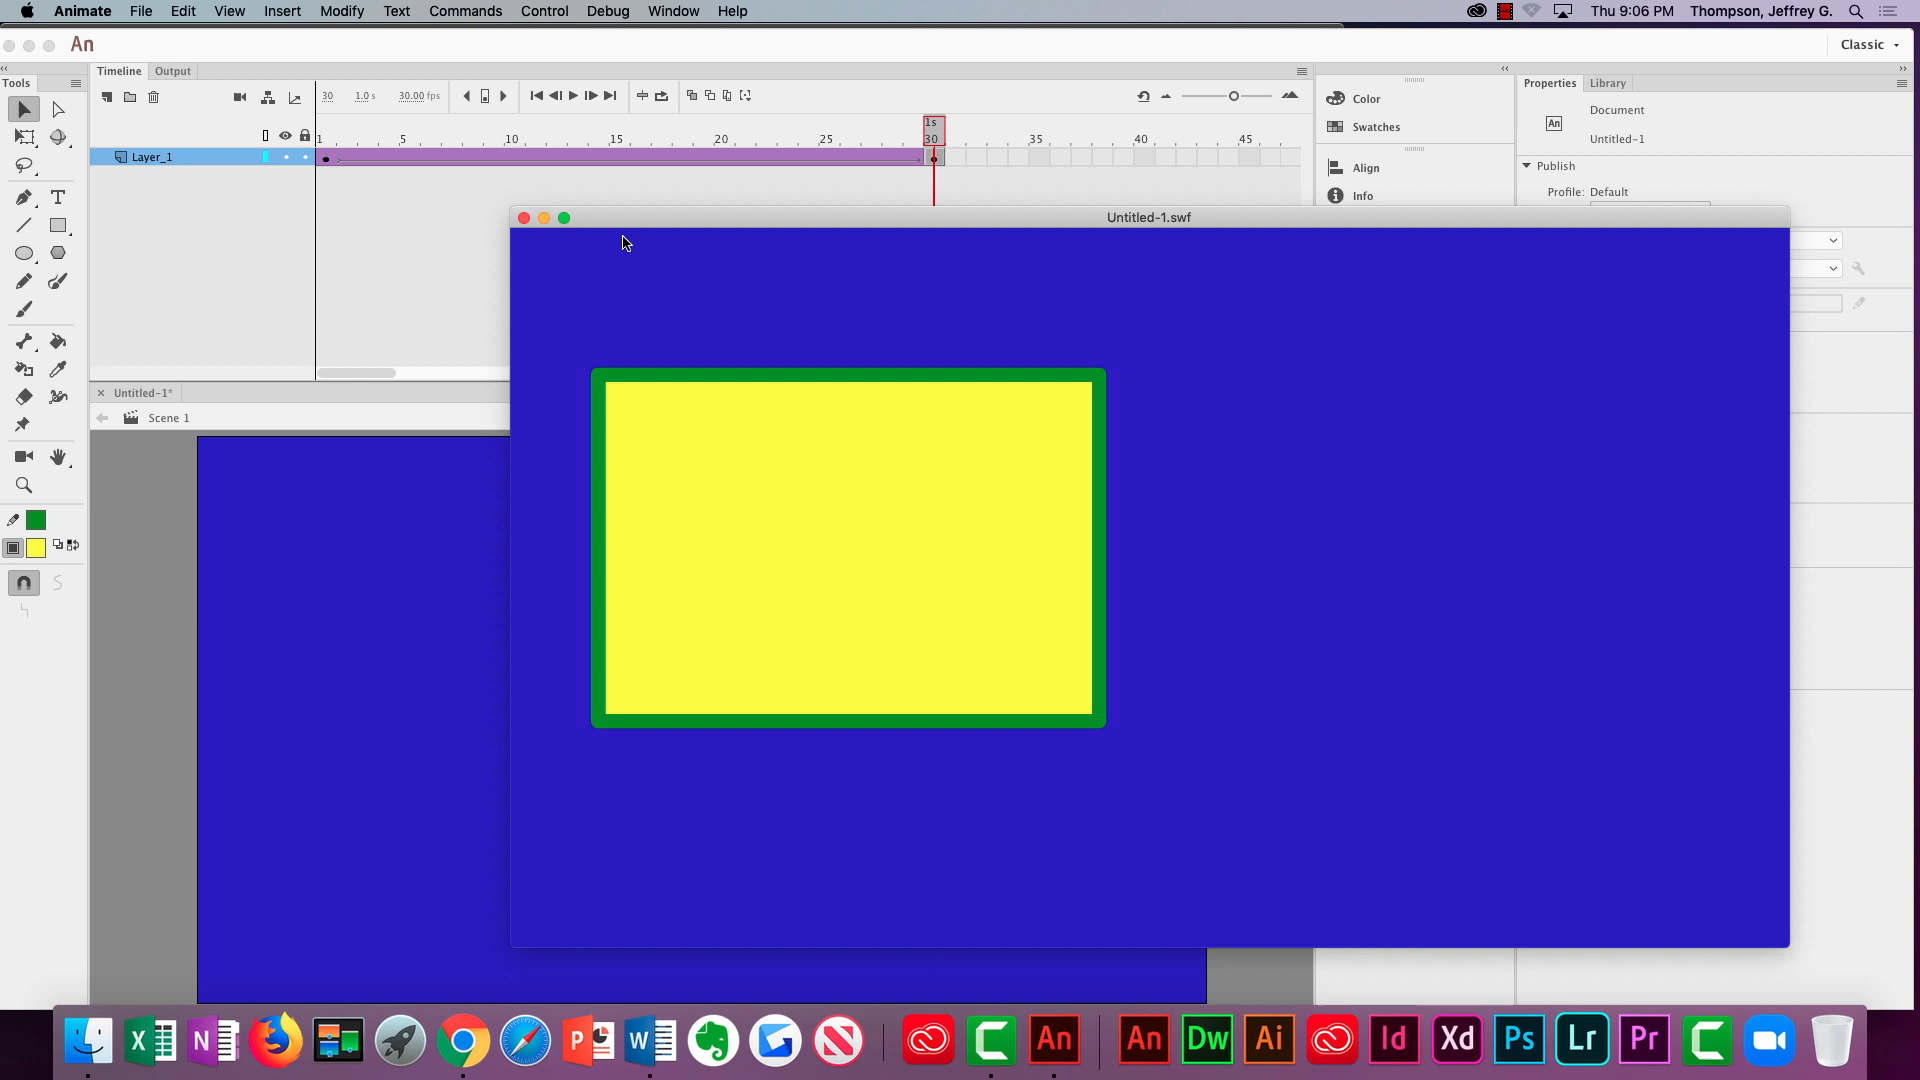 Animate File Edit View Insert Modify Text Commands Control Debug Window Help Thu 9:06 PM Thompson, Jeffrey G.
An Classic
Tools Timeline Output
30 1.0 s 30.00 fps
1s
1 5 10 15 20 25 30 35 40 45
Layer_1
Color
Swatches
Align
Info
Properties Library
An Document
Untitled-1
Publish
Profile: Default
Untitled-1.swf
Untitled-1*
Scene 1
X N P W An An Dw Ai Id Xd Ps Lr Pr